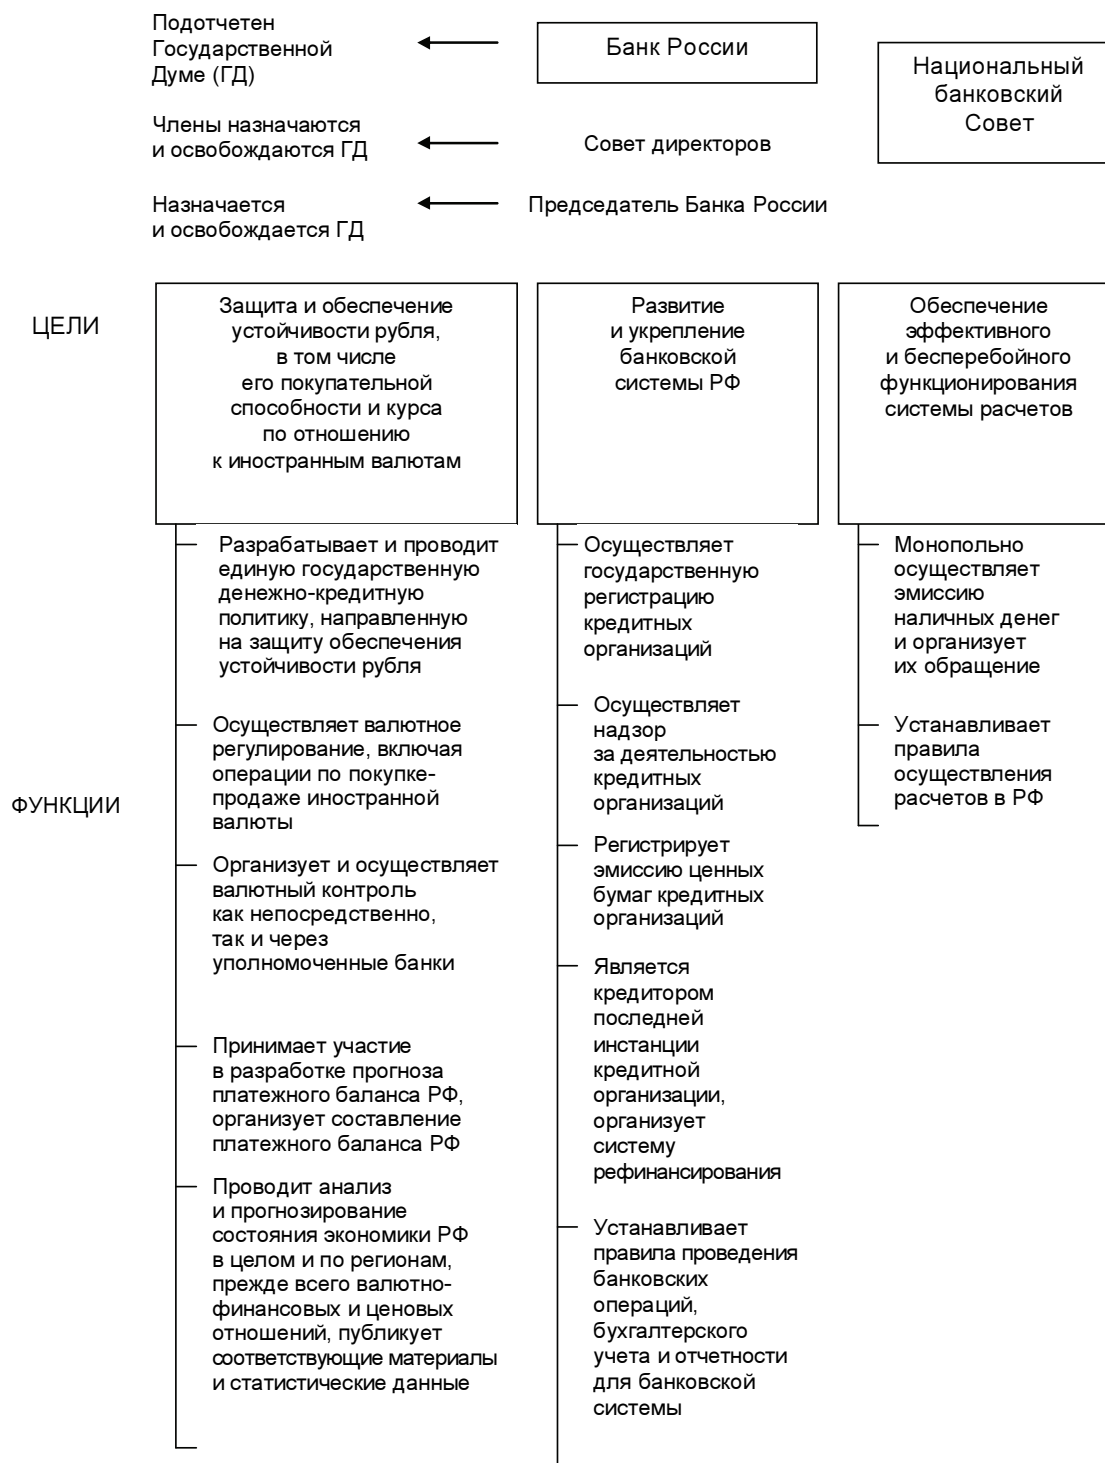 Подотчетен
Государственной
Думе (ГД)
Банк России
Национальный
банковский
Совет
Члены назначаются
и освобождаются ГД
Совет директоров
Назначается
и освобождается ГД
Председатель Банка России
ЦЕЛИ
Защита и обеспечение
устойчивости рубля,
в том числе
его покупательной
способности и курса
по отношению
к иностранным валютам
Развитие
и укрепление
банковской
системы РФ
Обеспечение
эффективного
и бесперебойного
функционирования
системы расчетов
ФУНКЦИИ
Разрабатывает и проводит
единую государственную
денежно-кредитную
политику, направленную
на защиту обеспечения
устойчивости рубля
Осуществляет валютное
регулирование, включая
операции по покупке-
продаже иностранной
валюты
Организует и осуществляет
валютный контроль
как непосредственно,
так и через
уполномоченные банки
Принимает участие
в разработке прогноза
платежного баланса РФ,
организует составление
платежного баланса РФ
Проводит анализ
и прогнозирование
состояния экономики РФ
в целом и по регионам,
прежде всего валютно-
финансовых и ценовых
отношений, публикует
соответствующие материалы
и статистические данные
Осуществляет
государственную
регистрацию
кредитных
организаций
Осуществляет
надзор
за деятельностью
кредитных
организаций
Регистрирует
эмиссию ценных
бумаг кредитных
организаций
Является
кредитором
последней
инстанции
кредитной
организации,
организует
систему
рефинансирования
Устанавливает
правила проведения
банковских
операций,
бухгалтерского
учета и отчетности
для банковской
системы
Монопольно
осуществляет
эмиссию
наличных денег
и организует
их обращение
Устанавливает
правила
осуществления
расчетов в РФ